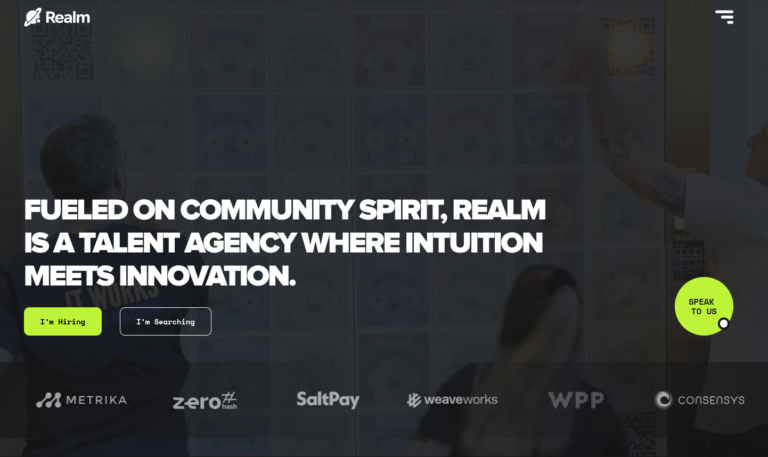 Realm
FUELED ON COMMUNITY SPIRIT, REALM
IS A TALENT AGENCY WHERE INTUITION
MEETS INNOVATION.
IT WORKS
I'm Hiring
I'm Searching
SPEAK
TO US
METRIKA
zero hash
SaltPay
weaveworks
WPP
CONSENSYS